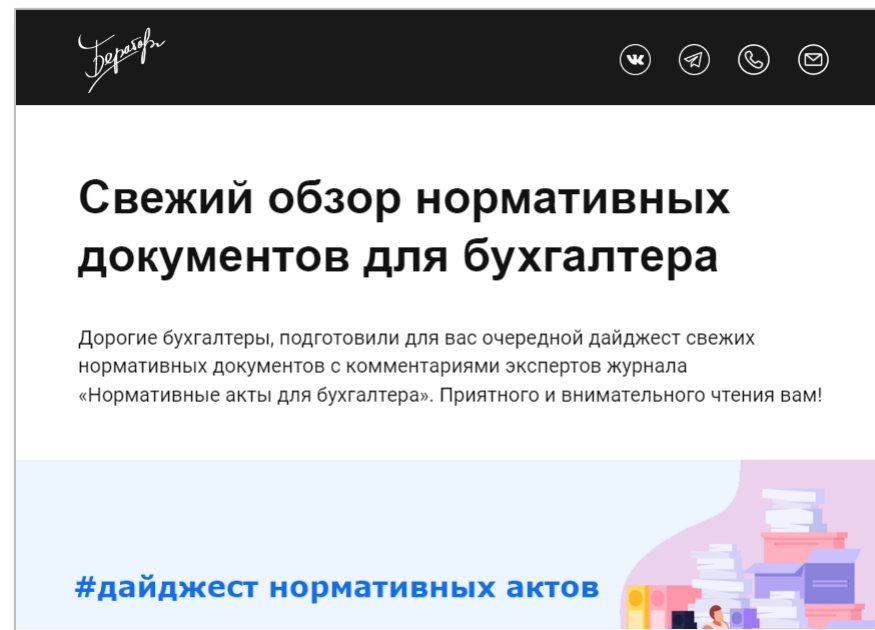 Бератор
Свежий обзор нормативных
документов для бухгалтера
Дорогие бухгалтеры, подготовили для вас очередной дайджест свежих
нормативных документов с комментариями экспертов журнала
«Нормативные акты для бухгалтера». Приятного и внимательного чтения вам!
#дайджест нормативных актов